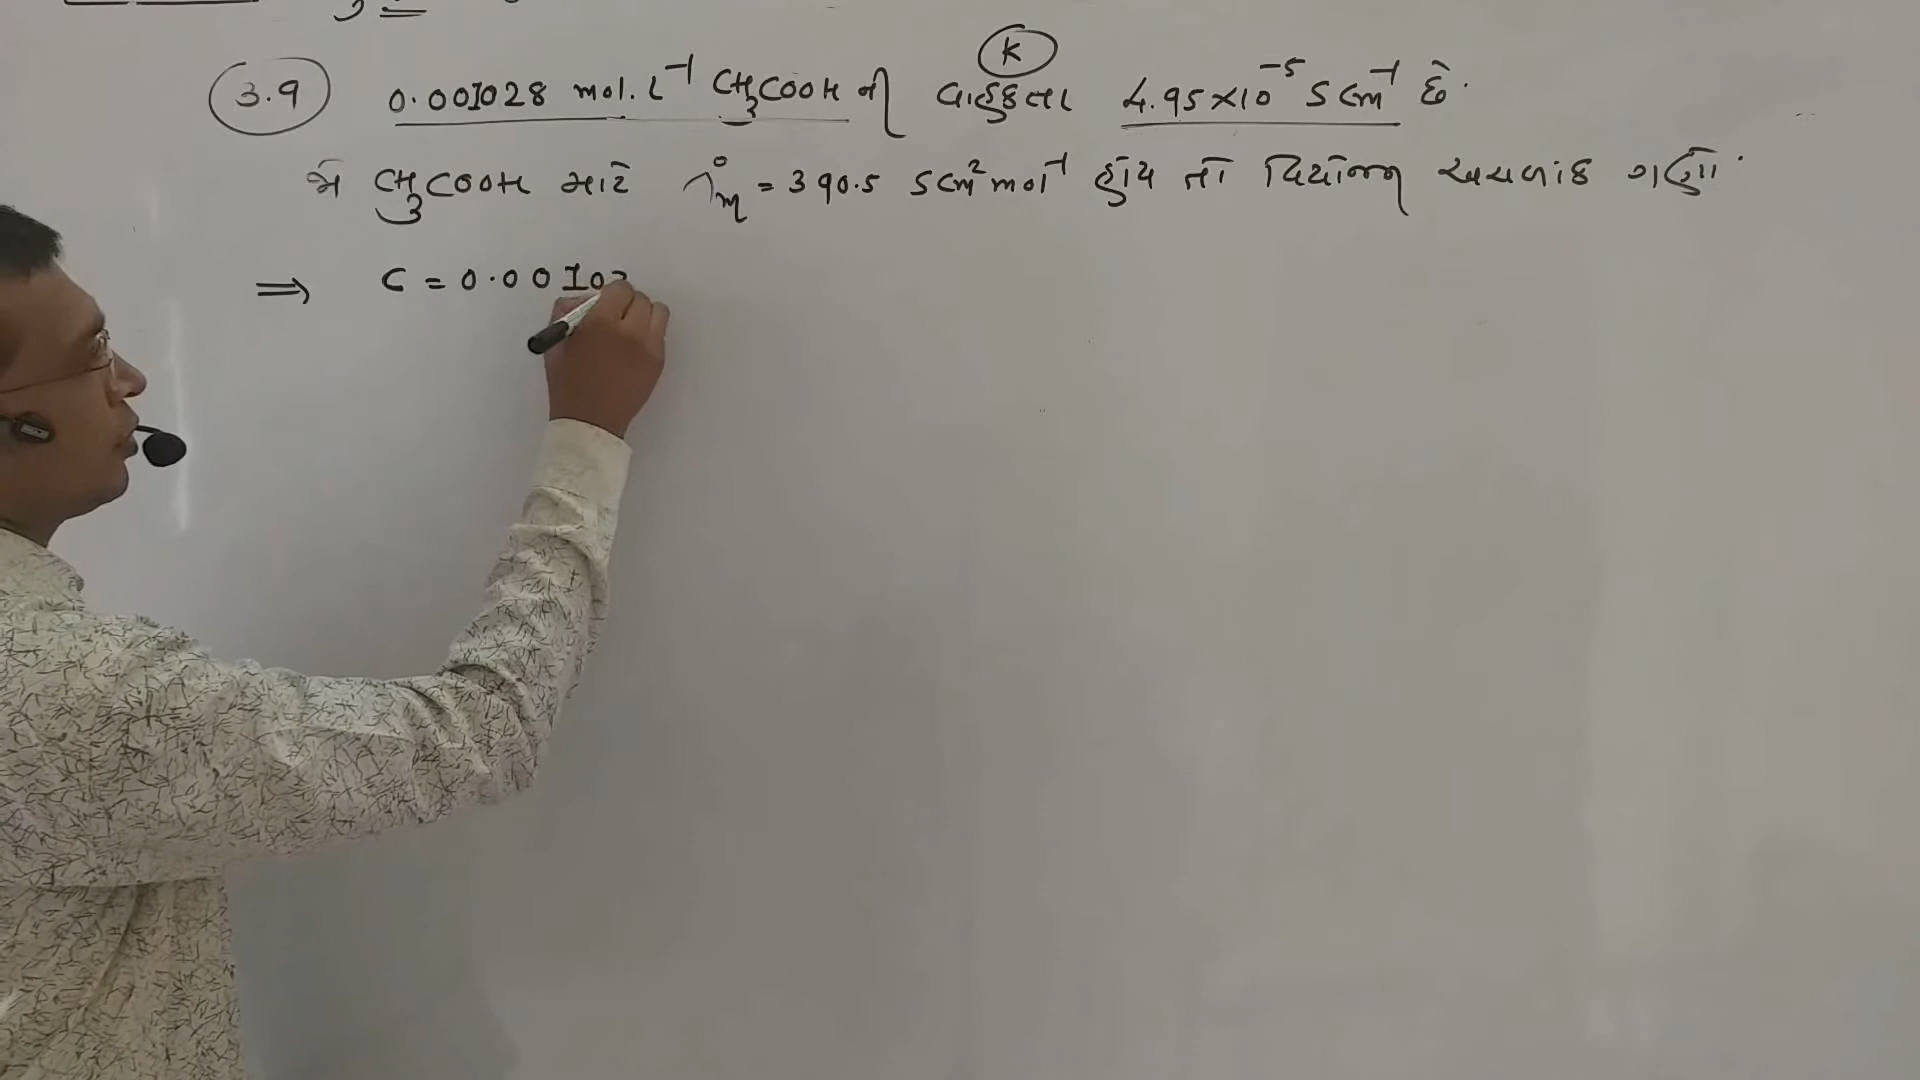 3.9 0.001028 mol.L⁻¹ CH₃COOH ની વાહકતા K 4.95×10⁻⁵ S cm⁻¹ છે.
જો CH₃COOH માટે λ°m = 390.5 S cm² mol⁻¹ હોય તો વિયોજન અચળાંક ગણો.
⇒ C = 0.0010